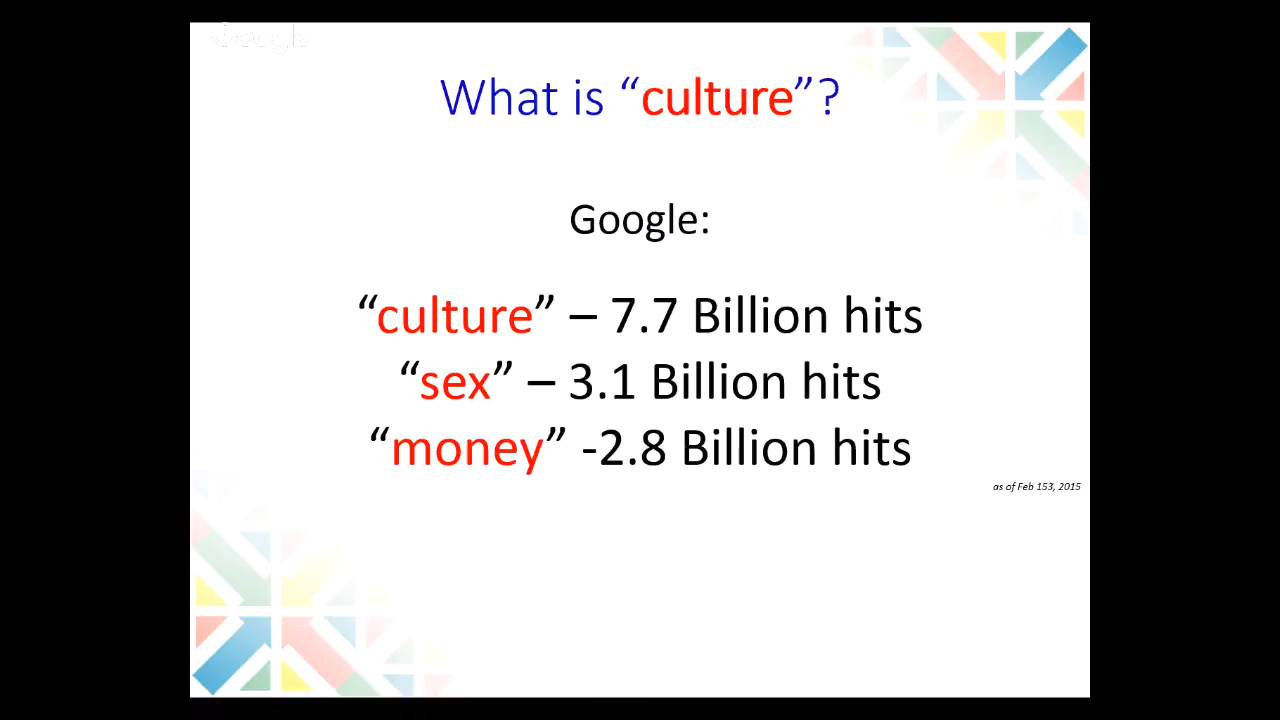 Google
What is “culture”?
Google:
“culture” – 7.7 Billion hits
“sex” – 3.1 Billion hits
“money” -2.8 Billion hits
as of Feb 153, 2015